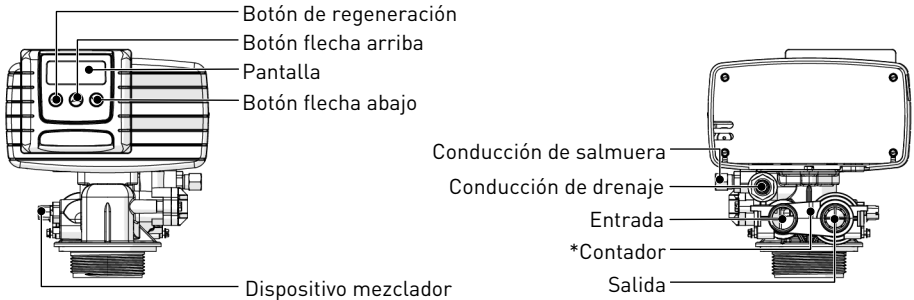 Botón de regeneración
Botón flecha arriba
Pantalla
Botón flecha abajo
Dispositivo mezclador
Conducción de salmuera
Conducción de drenaje
Entrada
*Contador
Salida